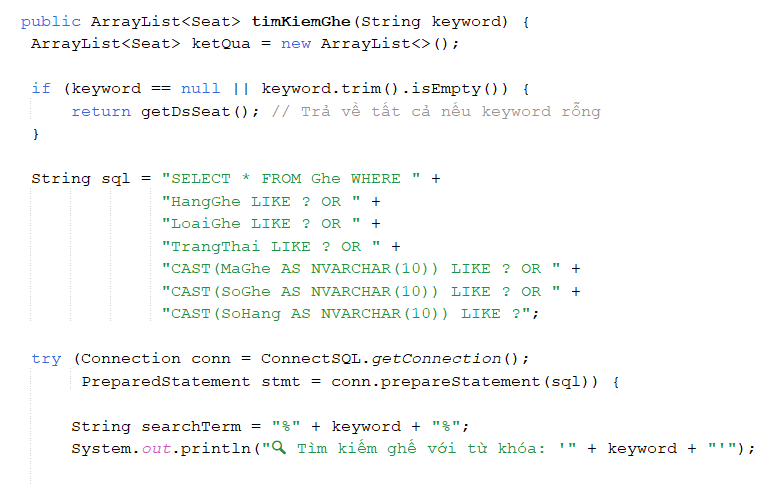 public ArrayList<Seat> timKiemGhe(String keyword) {
ArrayList<Seat> ketQua = new ArrayList<>();
if (keyword == null || keyword.trim().isEmpty()) {
return getDsSeat(); // Trả về tất cả nếu keyword rỗng
}
String sql = "SELECT * FROM Ghe WHERE " +
"HangGhe LIKE ? OR " +
"LoaiGhe LIKE ? OR " +
"TrangThai LIKE ? OR " +
"CAST(MaGhe AS NVARCHAR(10)) LIKE ? OR " +
"CAST(SoGhe AS NVARCHAR(10)) LIKE ? OR " +
"CAST(SoHang AS NVARCHAR(10)) LIKE ?";
try (Connection conn = ConnectSQL.getConnection();
PreparedStatement stmt = conn.prepareStatement(sql)) {
String searchTerm = "%" + keyword + "%";
System.out.println("🔍 Tìm kiếm ghế với từ khóa: '" + keyword + "'");